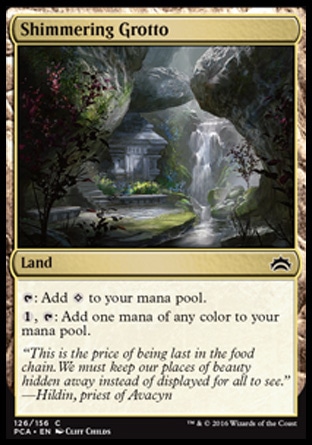 Shimmering Grotto
Land
: Add to your mana pool.
1, : Add one mana of any color to your
mana pool.
"This is the price of being last in the food
chain. We must keep our places of beauty
hidden away instead of displayed for all to see."
—Hildin, priest of Avacyn
126/156 C
PCA • EN Cliff Childs
™ & © 2016 Wizards of the Coast